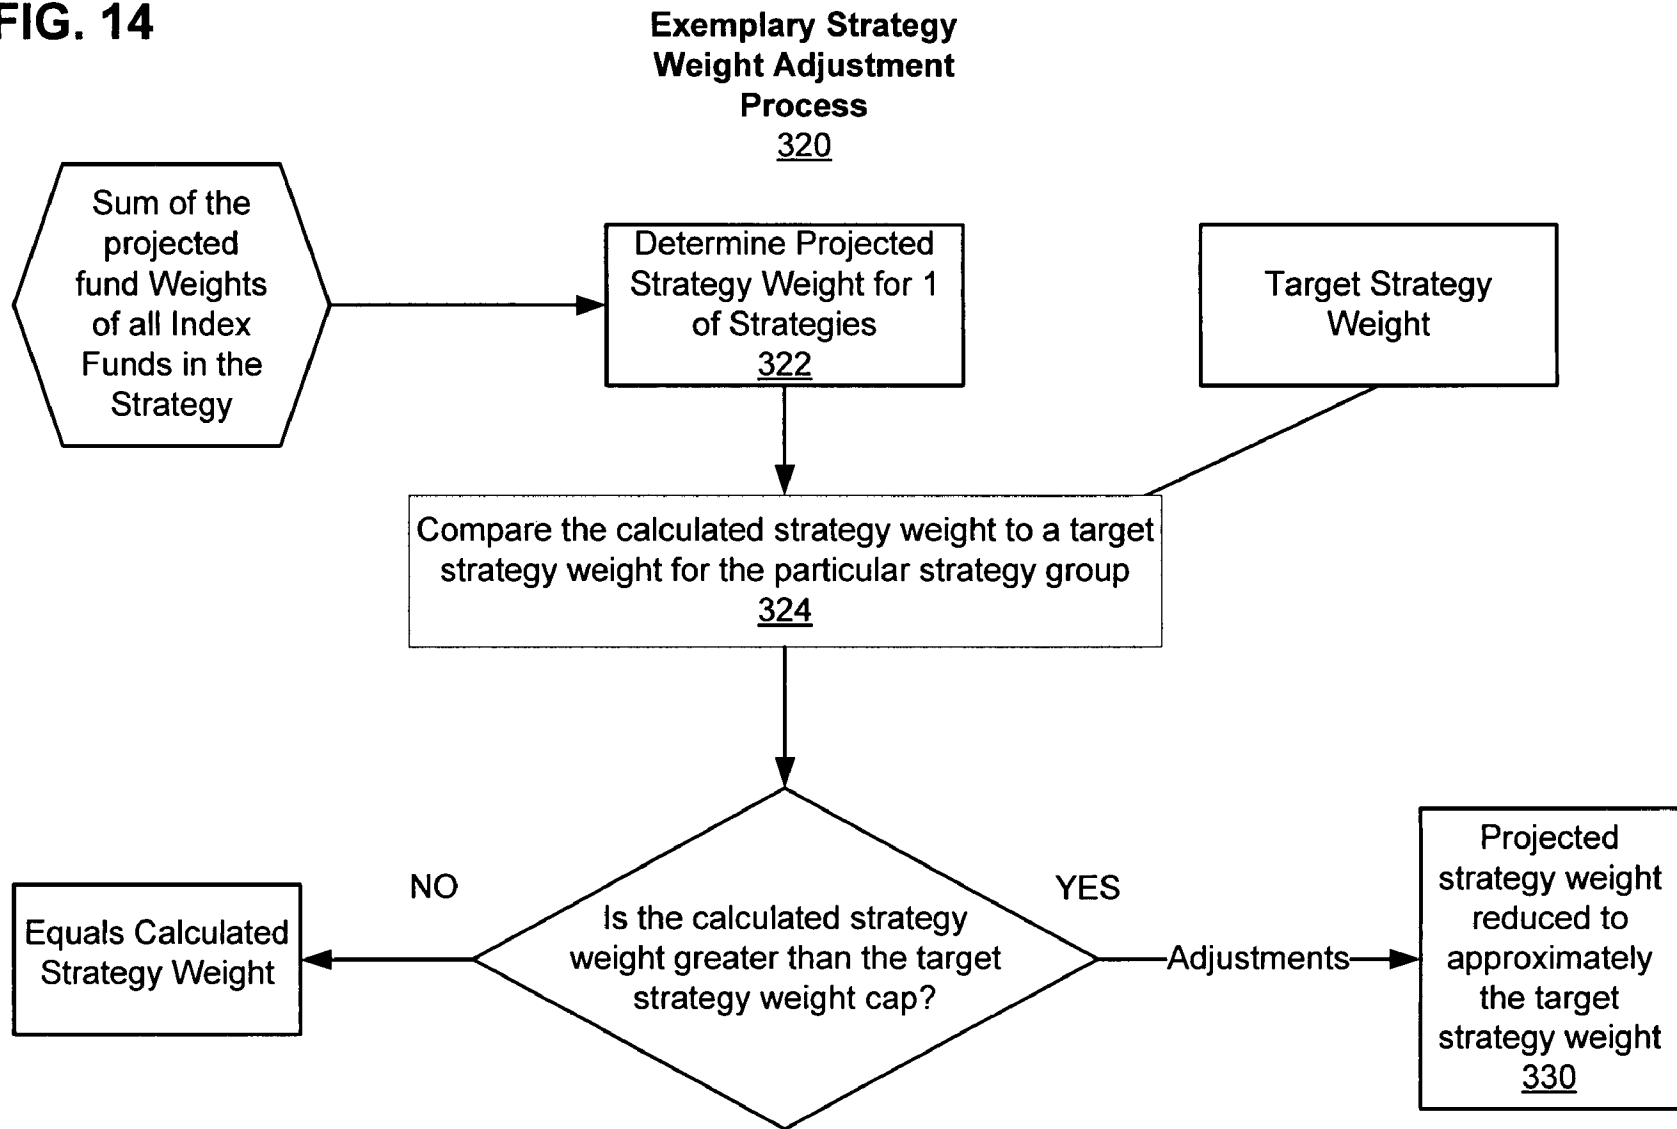 FIG. 14
Exemplary Strategy
Weight Adjustment
Process
320
Sum of the
projected
fund Weights
of all Index
Funds in the
Strategy
Determine Projected
Strategy Weight for 1
of Strategies
322
Target Strategy
Weight
Compare the calculated strategy weight to a target
strategy weight for the particular strategy group
324
NO
YES
Equals Calculated
Strategy Weight
Is the calculated strategy
weight greater than the target
strategy weight cap?
Adjustments
Projected
strategy weight
reduced to
approximately
the target
strategy weight
330